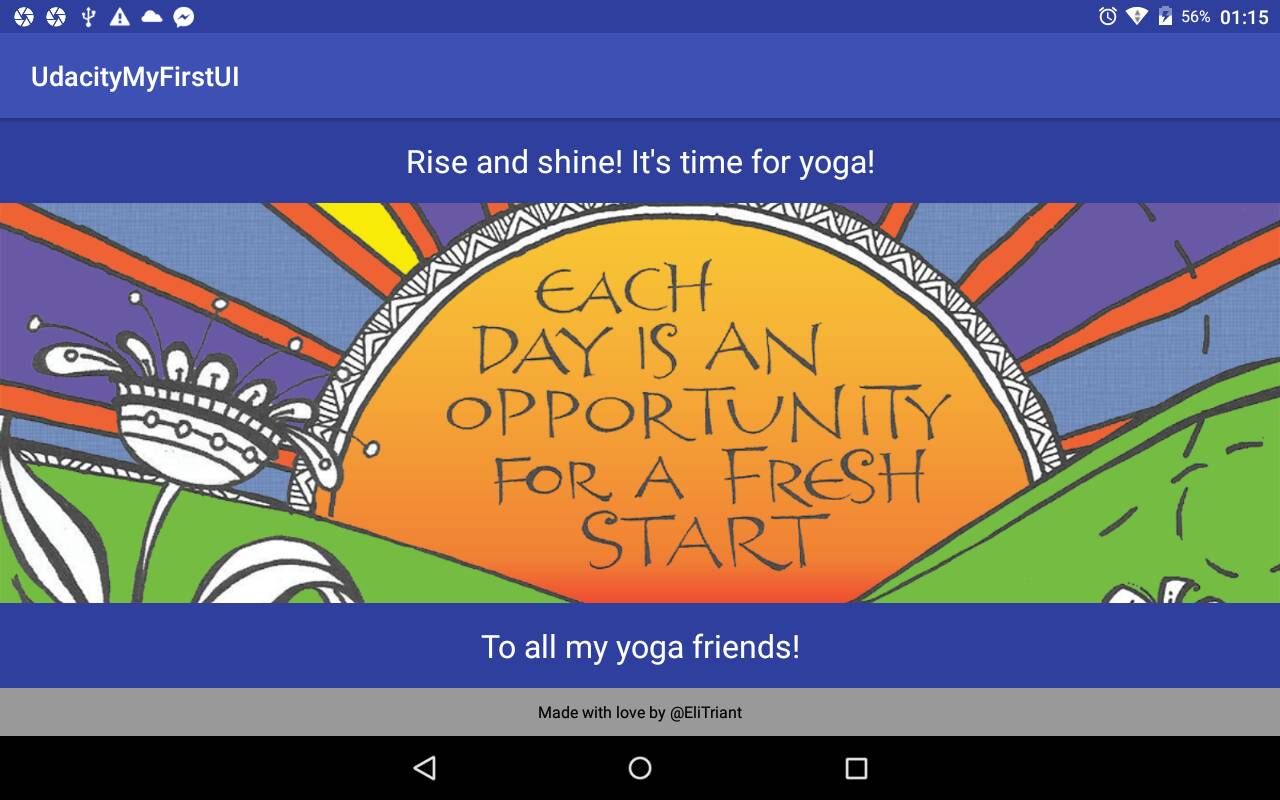 56% 01:15
UdacityMyFirstUI
Rise and shine! It's time for yoga!
EACH
DAY IS AN
OPPORTUNITY
FOR A FRESH
START
To all my yoga friends!
Made with love by @EliTriant